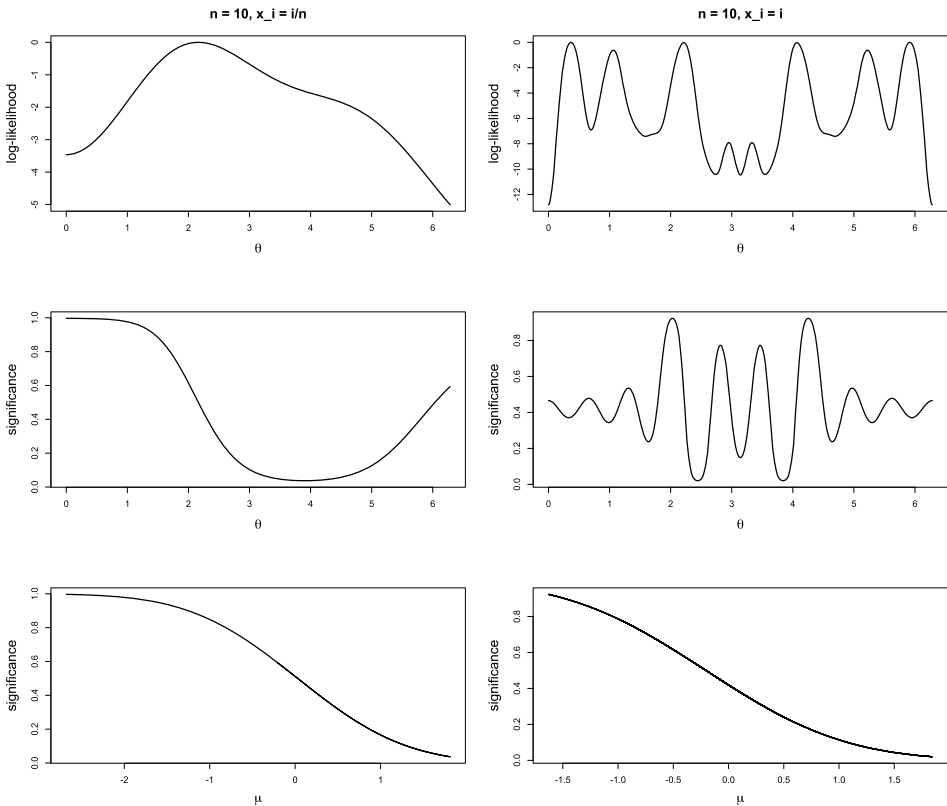 n = 10, x_i = i/n
log-likelihood
0
-1
-2
-3
-4
-5
0 1 2 3 4 5 6
θ
n = 10, x_i = i
log-likelihood
0
-2
-4
-6
-8
-10
-12
0 1 2 3 4 5 6
θ
significance
1.0
0.8
0.6
0.4
0.2
0.0
0 1 2 3 4 5 6
θ
significance
0.8
0.6
0.4
0.2
0.0
0 1 2 3 4 5 6
θ
significance
1.0
0.8
0.6
0.4
0.2
0.0
-2 -1 0 1
μ
significance
0.8
0.6
0.4
0.2
0.0
-1.5 -1.0 -0.5 0.0 0.5 1.0 1.5
μ